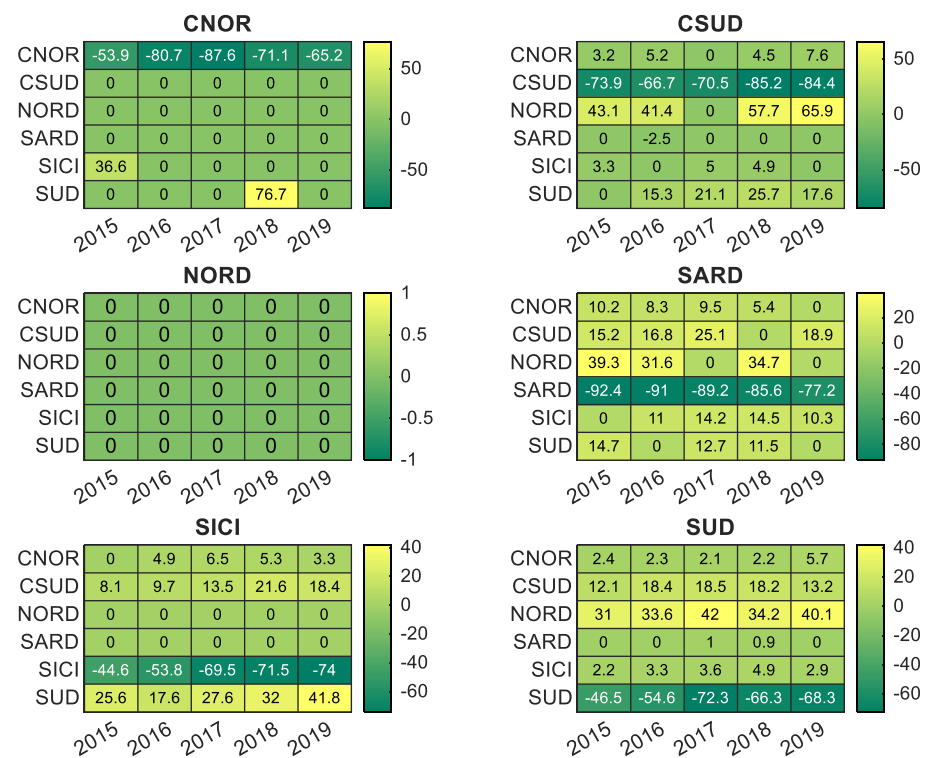 CNOR
CNOR -53.9 -80.7 -87.6 -71.1 -65.2
CSUD 0 0 0 0 0
NORD 0 0 0 0 0
SARD 0 0 0 0 0
SICI 36.6 0 0 0 0
SUD 0 0 0 76.7 0
2015 2016 2017 2018 2019
50
0
-50
CSUD
CNOR 3.2 5.2 0 4.5 7.6
CSUD -73.9 -66.7 -70.5 -85.2 -84.4
NORD 43.1 41.4 0 57.7 65.9
SARD 0 -2.5 0 0 0
SICI 3.3 0 5 4.9 0
SUD 0 15.3 21.1 25.7 17.6
2015 2016 2017 2018 2019
50
0
-50
NORD
CNOR 0 0 0 0 0
CSUD 0 0 0 0 0
NORD 0 0 0 0 0
SARD 0 0 0 0 0
SICI 0 0 0 0 0
SUD 0 0 0 0 0
2015 2016 2017 2018 2019
1
0.5
0
-0.5
-1
SARD
CNOR 10.2 8.3 9.5 5.4 0
CSUD 15.2 16.8 25.1 0 18.9
NORD 39.3 31.6 0 34.7 0
SARD -92.4 -91 -89.2 -85.6 -77.2
SICI 0 11 14.2 14.5 10.3
SUD 14.7 0 12.7 11.5 0
2015 2016 2017 2018 2019
20
0
-20
-40
-60
-80
SICI
CNOR 0 4.9 6.5 5.3 3.3
CSUD 8.1 9.7 13.5 21.6 18.4
NORD 0 0 0 0 0
SARD 0 0 0 0 0
SICI -44.6 -53.8 -69.5 -71.5 -74
SUD 25.6 17.6 27.6 32 41.8
2015 2016 2017 2018 2019
40
20
0
-20
-40
-60
SUD
CNOR 2.4 2.3 2.1 2.2 5.7
CSUD 12.1 18.4 18.5 18.2 13.2
NORD 31 33.6 42 34.2 40.1
SARD 0 0 1 0.9 0
SICI 2.2 3.3 3.6 4.9 2.9
SUD -46.5 -54.6 -72.3 -66.3 -68.3
2015 2016 2017 2018 2019
40
20
0
-20
-40
-60